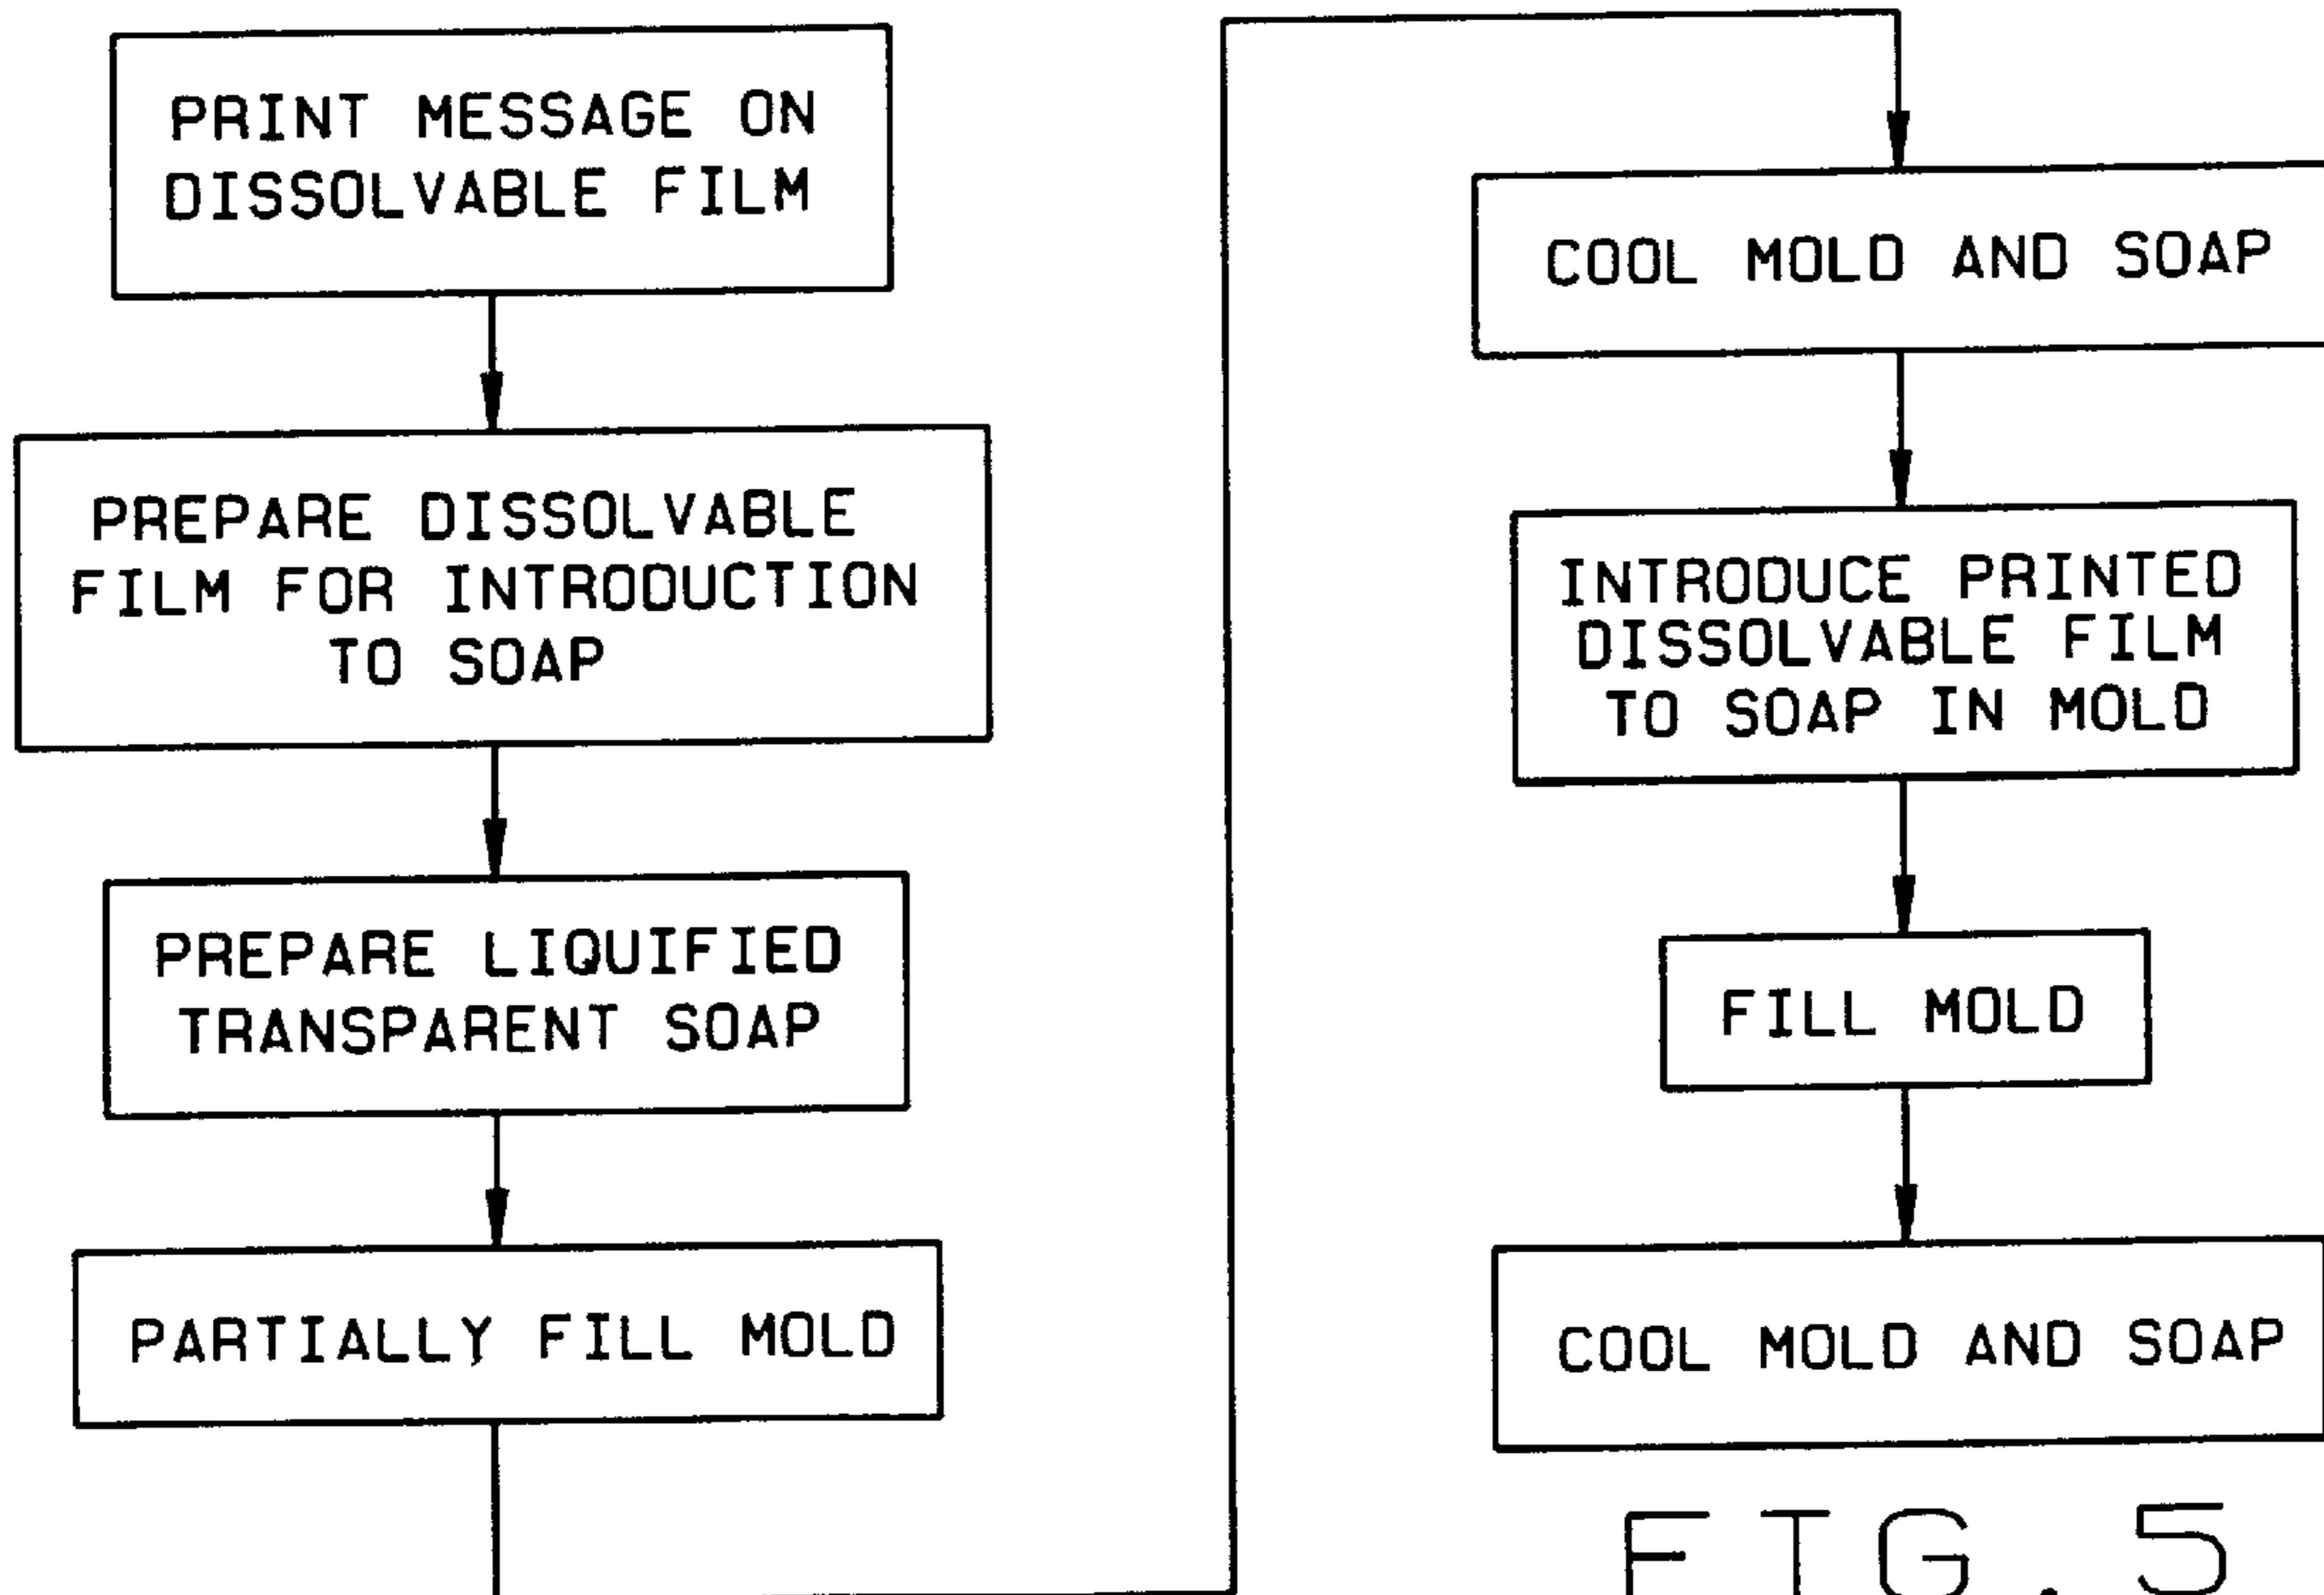 PRINT MESSAGE ON
DISSOLVABLE FILM
PREPARE DISSOLVABLE
FILM FOR INTRODUCTION
TO SOAP
PREPARE LIQUIFIED
TRANSPARENT SOAP
PARTIALLY FILL MOLD
COOL MOLD AND SOAP
INTRODUCE PRINTED
DISSOLVABLE FILM
TO SOAP IN MOLD
FILL MOLD
COOL MOLD AND SOAP
FIG. 5